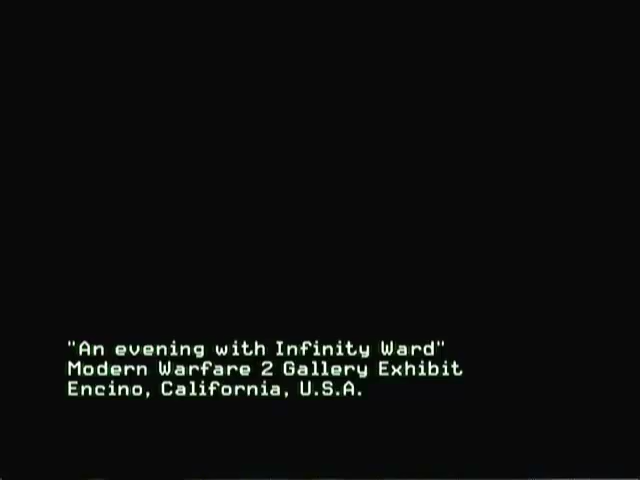 "An evening with Infinity Ward"
Modern Warfare 2 Gallery Exhibit
Encino, California, U.S.A.